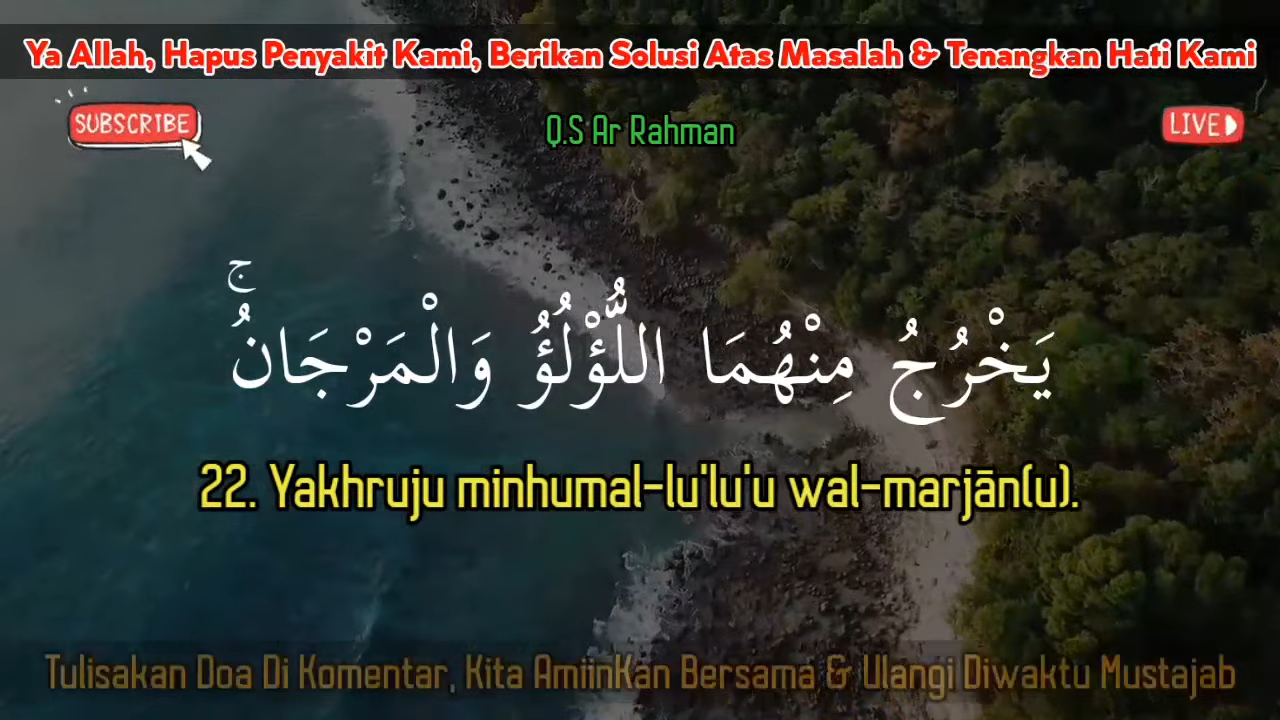 Ya Allah, Hapus Penyakit Kami, Berikan Solusi Atas Masalah & Tenangkan Hati Kami
SUBSCRIBE
Q.S Ar Rahman
LIVE
يَخْرُجُ مِنْهُمَا اللُّؤْلُؤُ وَالْمَرْجَانُۚ
22. Yakhruju minhumal-lu'lu'u wal-marjān(u).
Tulisakan Doa Di Komentar, Kita AmiinKan Bersama & Ulangi Diwaktu Mustajab